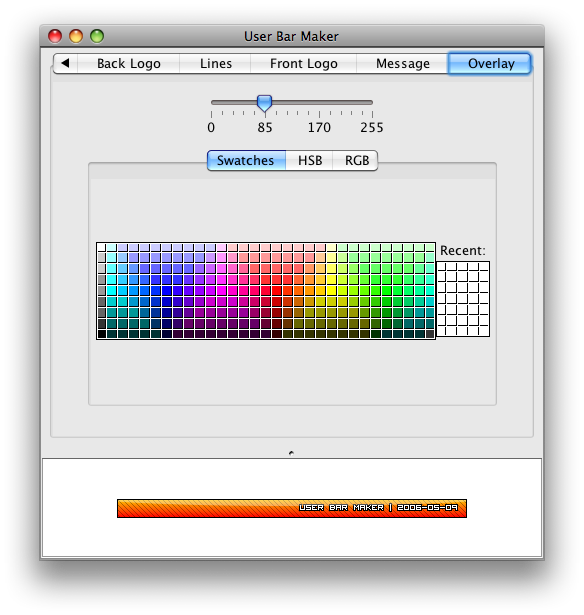 User Bar Maker
Back Logo Lines Front Logo Message Overlay
0 85 170 255
Swatches HSB RGB
Recent:
USER BAR MAKER | 2006-05-09